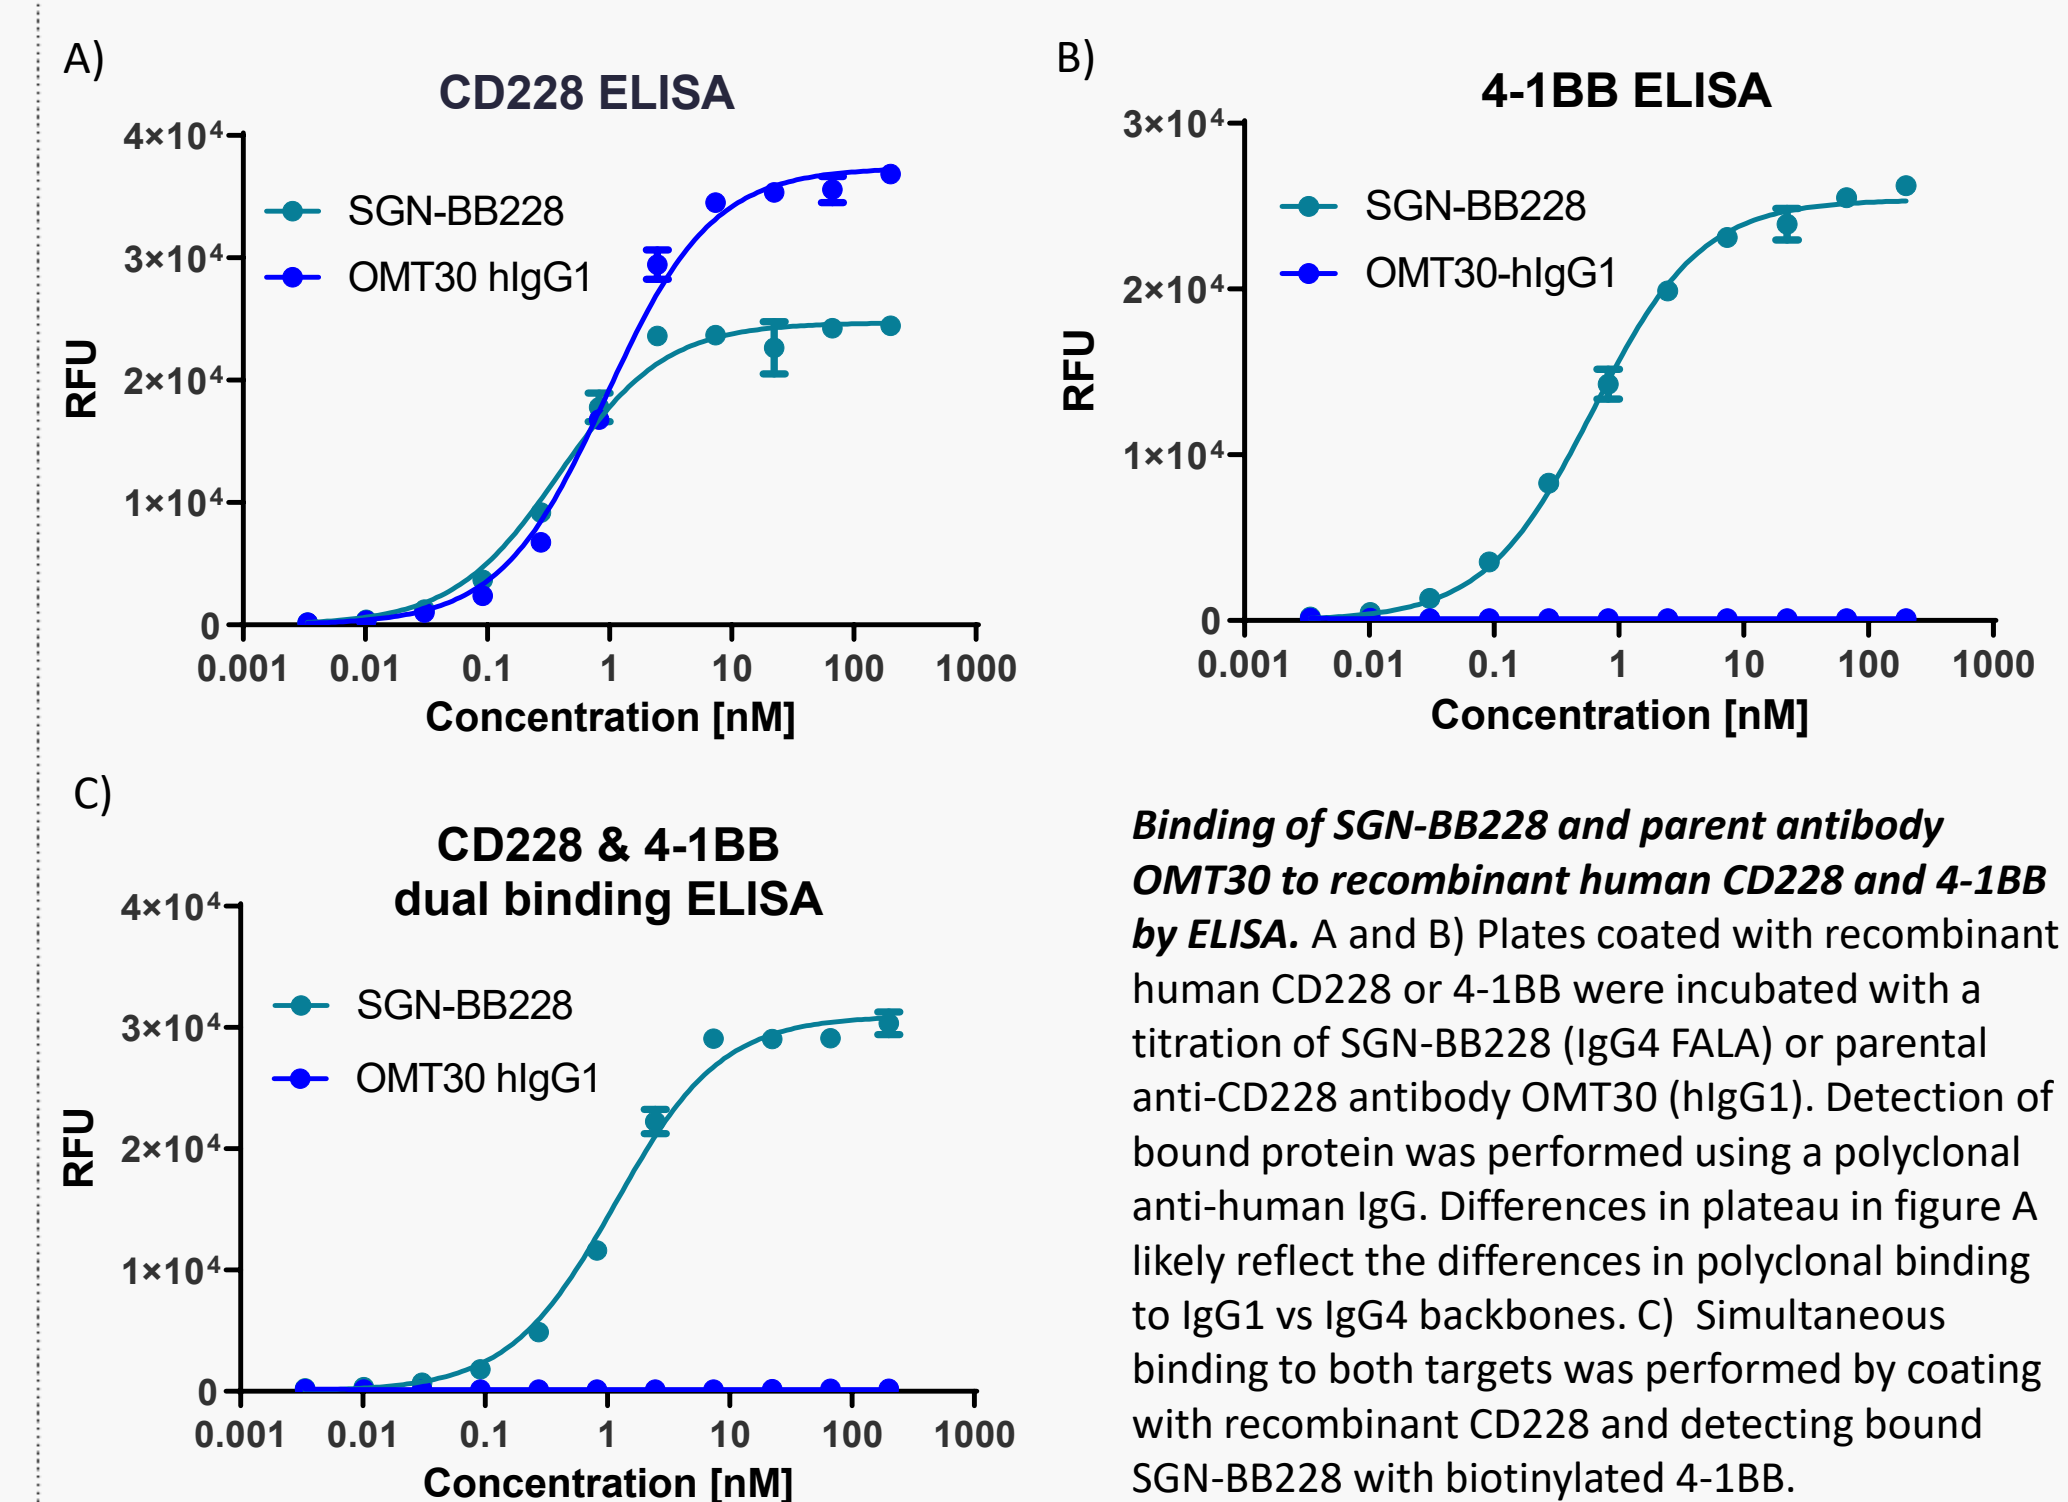 A)
CD228 ELISA
4×10⁴
3×10⁴
2×10⁴
1×10⁴
0
RFU
SGN-BB228
OMT30 hIgG1
0.001 0.01 0.1 1 10 100 1000
Concentration [nM]
B)
4-1BB ELISA
3×10⁴
2×10⁴
1×10⁴
0
RFU
SGN-BB228
OMT30-hIgG1
0.001 0.01 0.1 1 10 100 1000
Concentration [nM]
C)
CD228 & 4-1BB
dual binding ELISA
4×10⁴
3×10⁴
2×10⁴
1×10⁴
0
RFU
SGN-BB228
OMT30 hIgG1
0.001 0.01 0.1 1 10 100 1000
Concentration [nM]
Binding of SGN-BB228 and parent antibody
OMT30 to recombinant human CD228 and 4-1BB
by ELISA. A and B) Plates coated with recombinant
human CD228 or 4-1BB were incubated with a
titration of SGN-BB228 (IgG4 FALA) or parental
anti-CD228 antibody OMT30 (hIgG1). Detection of
bound protein was performed using a polyclonal
anti-human IgG. Differences in plateau in figure A
likely reflect the differences in polyclonal binding
to IgG1 vs IgG4 backbones. C) Simultaneous
binding to both targets was performed by coating
with recombinant CD228 and detecting bound
SGN-BB228 with biotinylated 4-1BB.